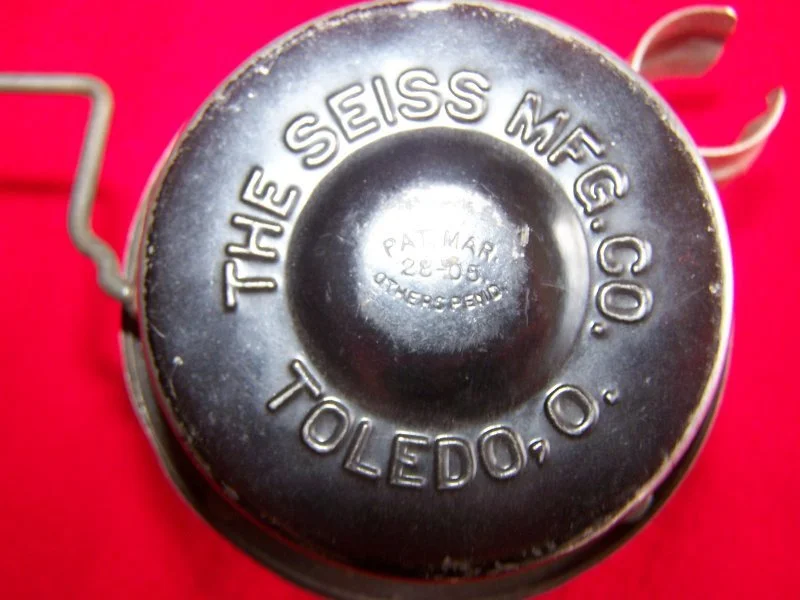 THE SEISS MFG. CO.
TOLEDO, O.
PAT. MAR.
28-05.
OTHERS PEND.